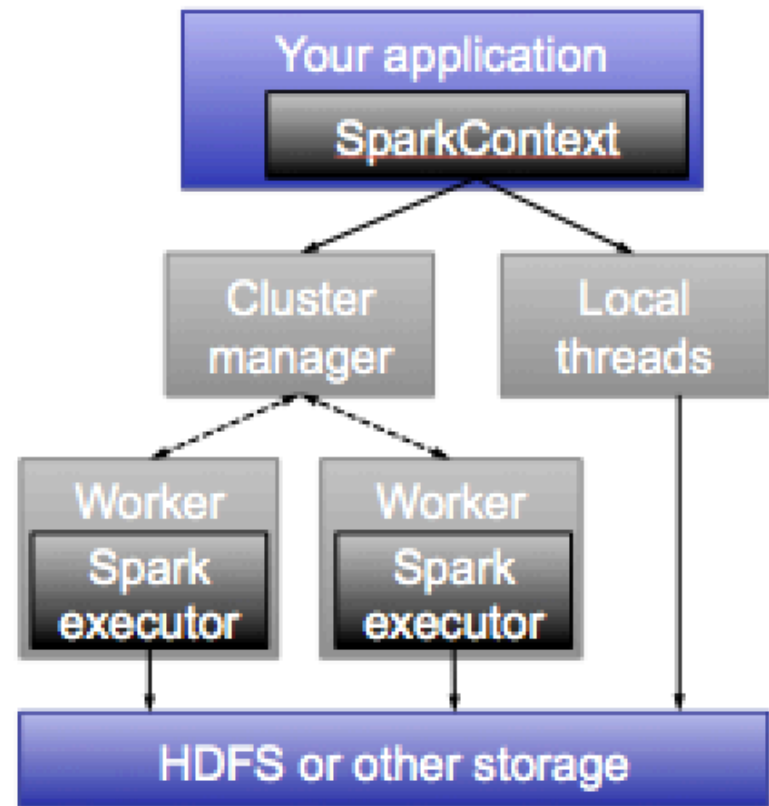 Your application
SparkContext
Cluster
manager
Local
threads
Worker
Spark
executor
Worker
Spark
executor
HDFS or other storage